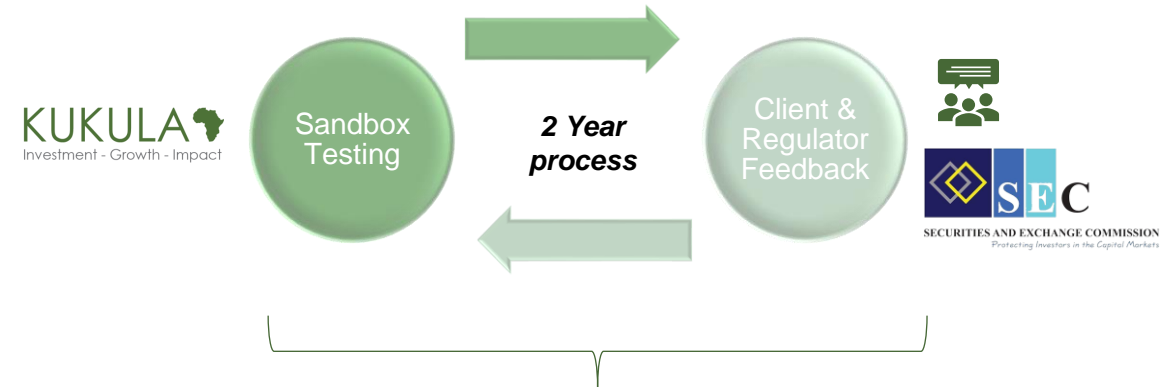 KUKULA
Investment - Growth - Impact
Sandbox
Testing
2 Year
process
Client &
Regulator
Feedback
SEC
SECURITIES AND EXCHANGE COMMISSION
Protecting Investors in the Capital Markets